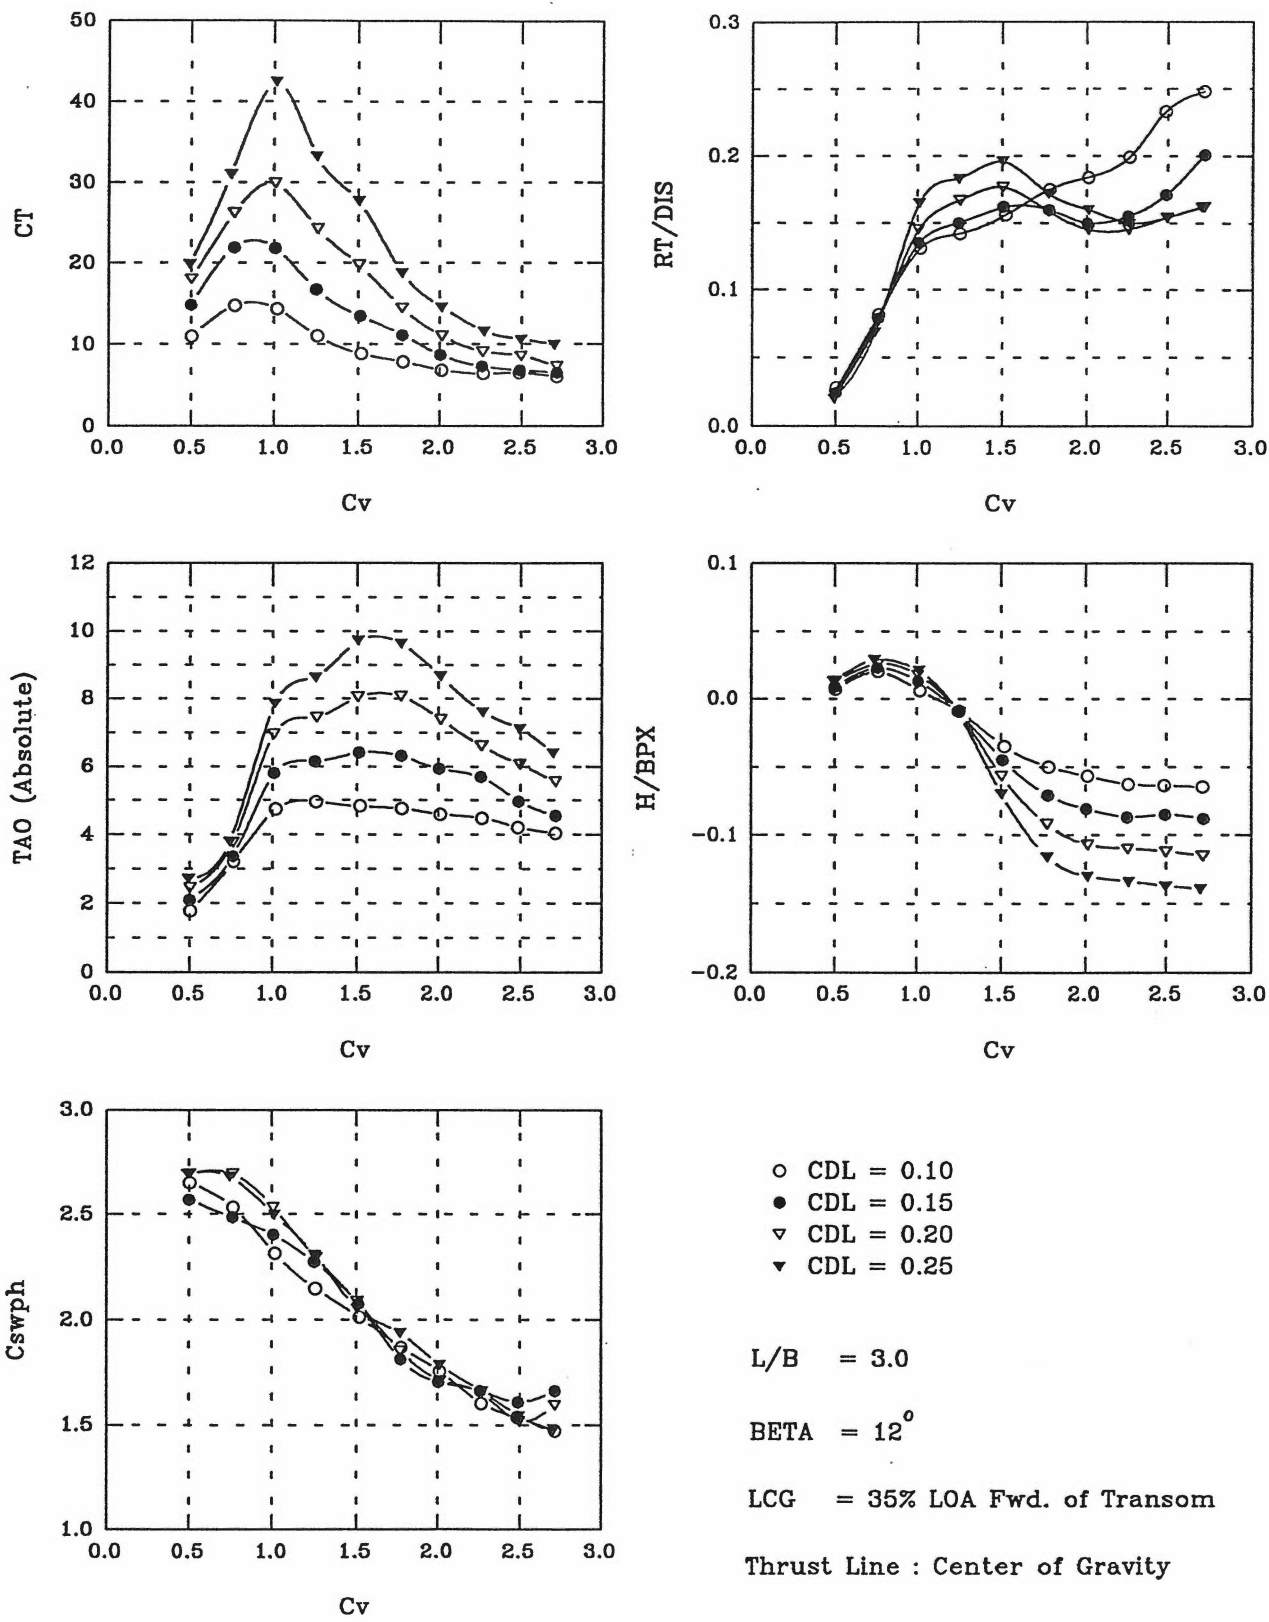 50
40
30
20
10
0
CT
0.0 0.5 1.0 1.5 2.0 2.5 3.0
Cv
0.3
0.2
0.1
0.0
RT/DIS
0.0 0.5 1.0 1.5 2.0 2.5 3.0
Cv
12
10
8
6
4
2
0
TAO (Absolute)
0.0 0.5 1.0 1.5 2.0 2.5 3.0
Cv
0.1
0.0
-0.1
-0.2
H/BPX
0.0 0.5 1.0 1.5 2.0 2.5 3.0
Cv
3.0
2.5
2.0
1.5
1.0
Cswph
0.0 0.5 1.0 1.5 2.0 2.5 3.0
Cv
CDL = 0.10
CDL = 0.15
CDL = 0.20
CDL = 0.25
L/B = 3.0
BETA = 12°
LCG = 35% LOA Fwd. of Transom
Thrust Line : Center of Gravity